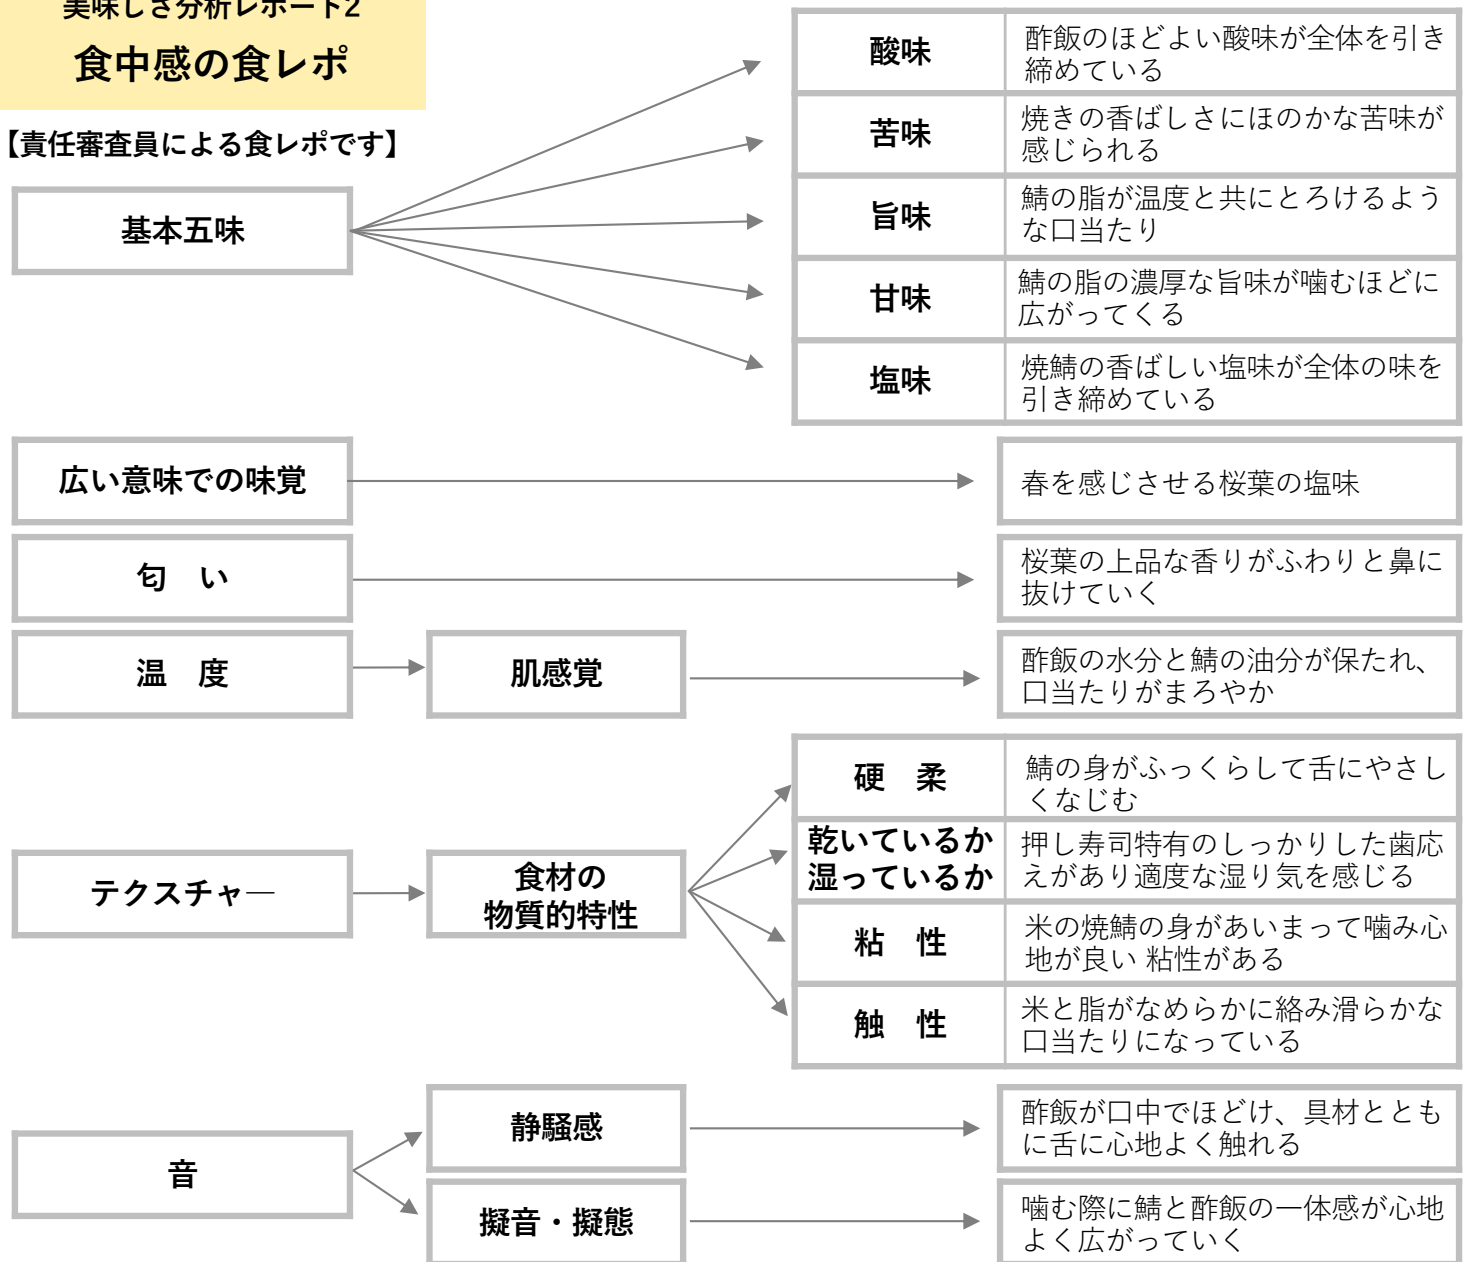 美味しさ分析レポート2
食中感の食レポ
【責任審査員による食レポです】
基本五味
酸味
酢飯のほどよい酸味が全体を引き
締めている
苦味
焼きの香ばしさにほのかな苦味が
感じられる
旨味
鯖の脂が温度と共にとろけるよう
な口当たり
甘味
鯖の脂の濃厚な旨味が噛むほどに
広がってくる
塩味
焼鯖の香ばしい塩味が全体の味を
引き締めている
広い意味での味覚
春を感じさせる桜葉の塩味
匂　い
桜葉の上品な香りがふわりと鼻に
抜けていく
温　度
肌感覚
酢飯の水分と鯖の油分が保たれ、
口当たりがまろやか
テクスチャ―
食材の
物質的特性
硬　柔
鯖の身がふっくらして舌にやさし
くなじむ
乾いているか
湿っているか
押し寿司特有のしっかりした歯応
えがあり適度な湿り気を感じる
粘　性
米の焼鯖の身があいまって噛み心
地が良い 粘性がある
触　性
米と脂がなめらかに絡み滑らかな
口当たりになっている
音
静騒感
酢飯が口中でほどけ、具材ととも
に舌に心地よく触れる
擬音・擬態
噛む際に鯖と酢飯の一体感が心地
よく広がっていく